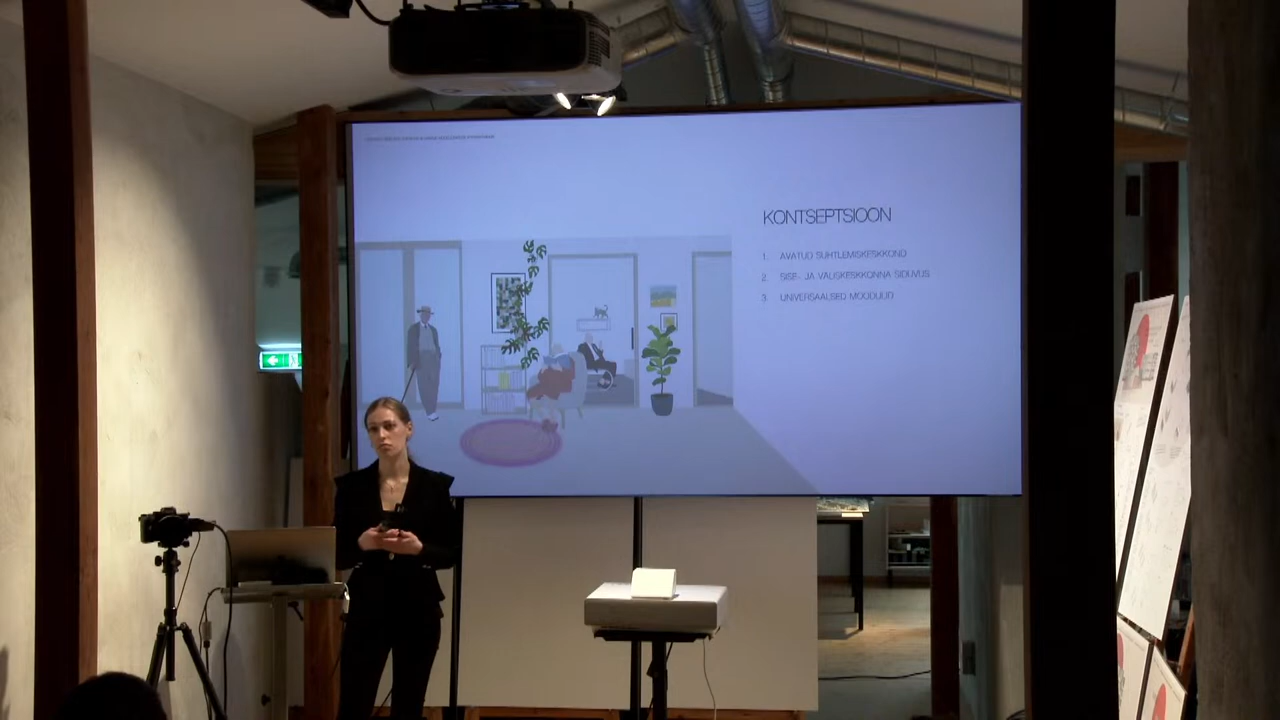 KONTSEPTSIOON
1. AVATUD SUHTLEMISKESKKOND
2. SISE- JA VÄLISKESKKONNA SIDUVUS
3. UNIVERSAALSED MOODULID